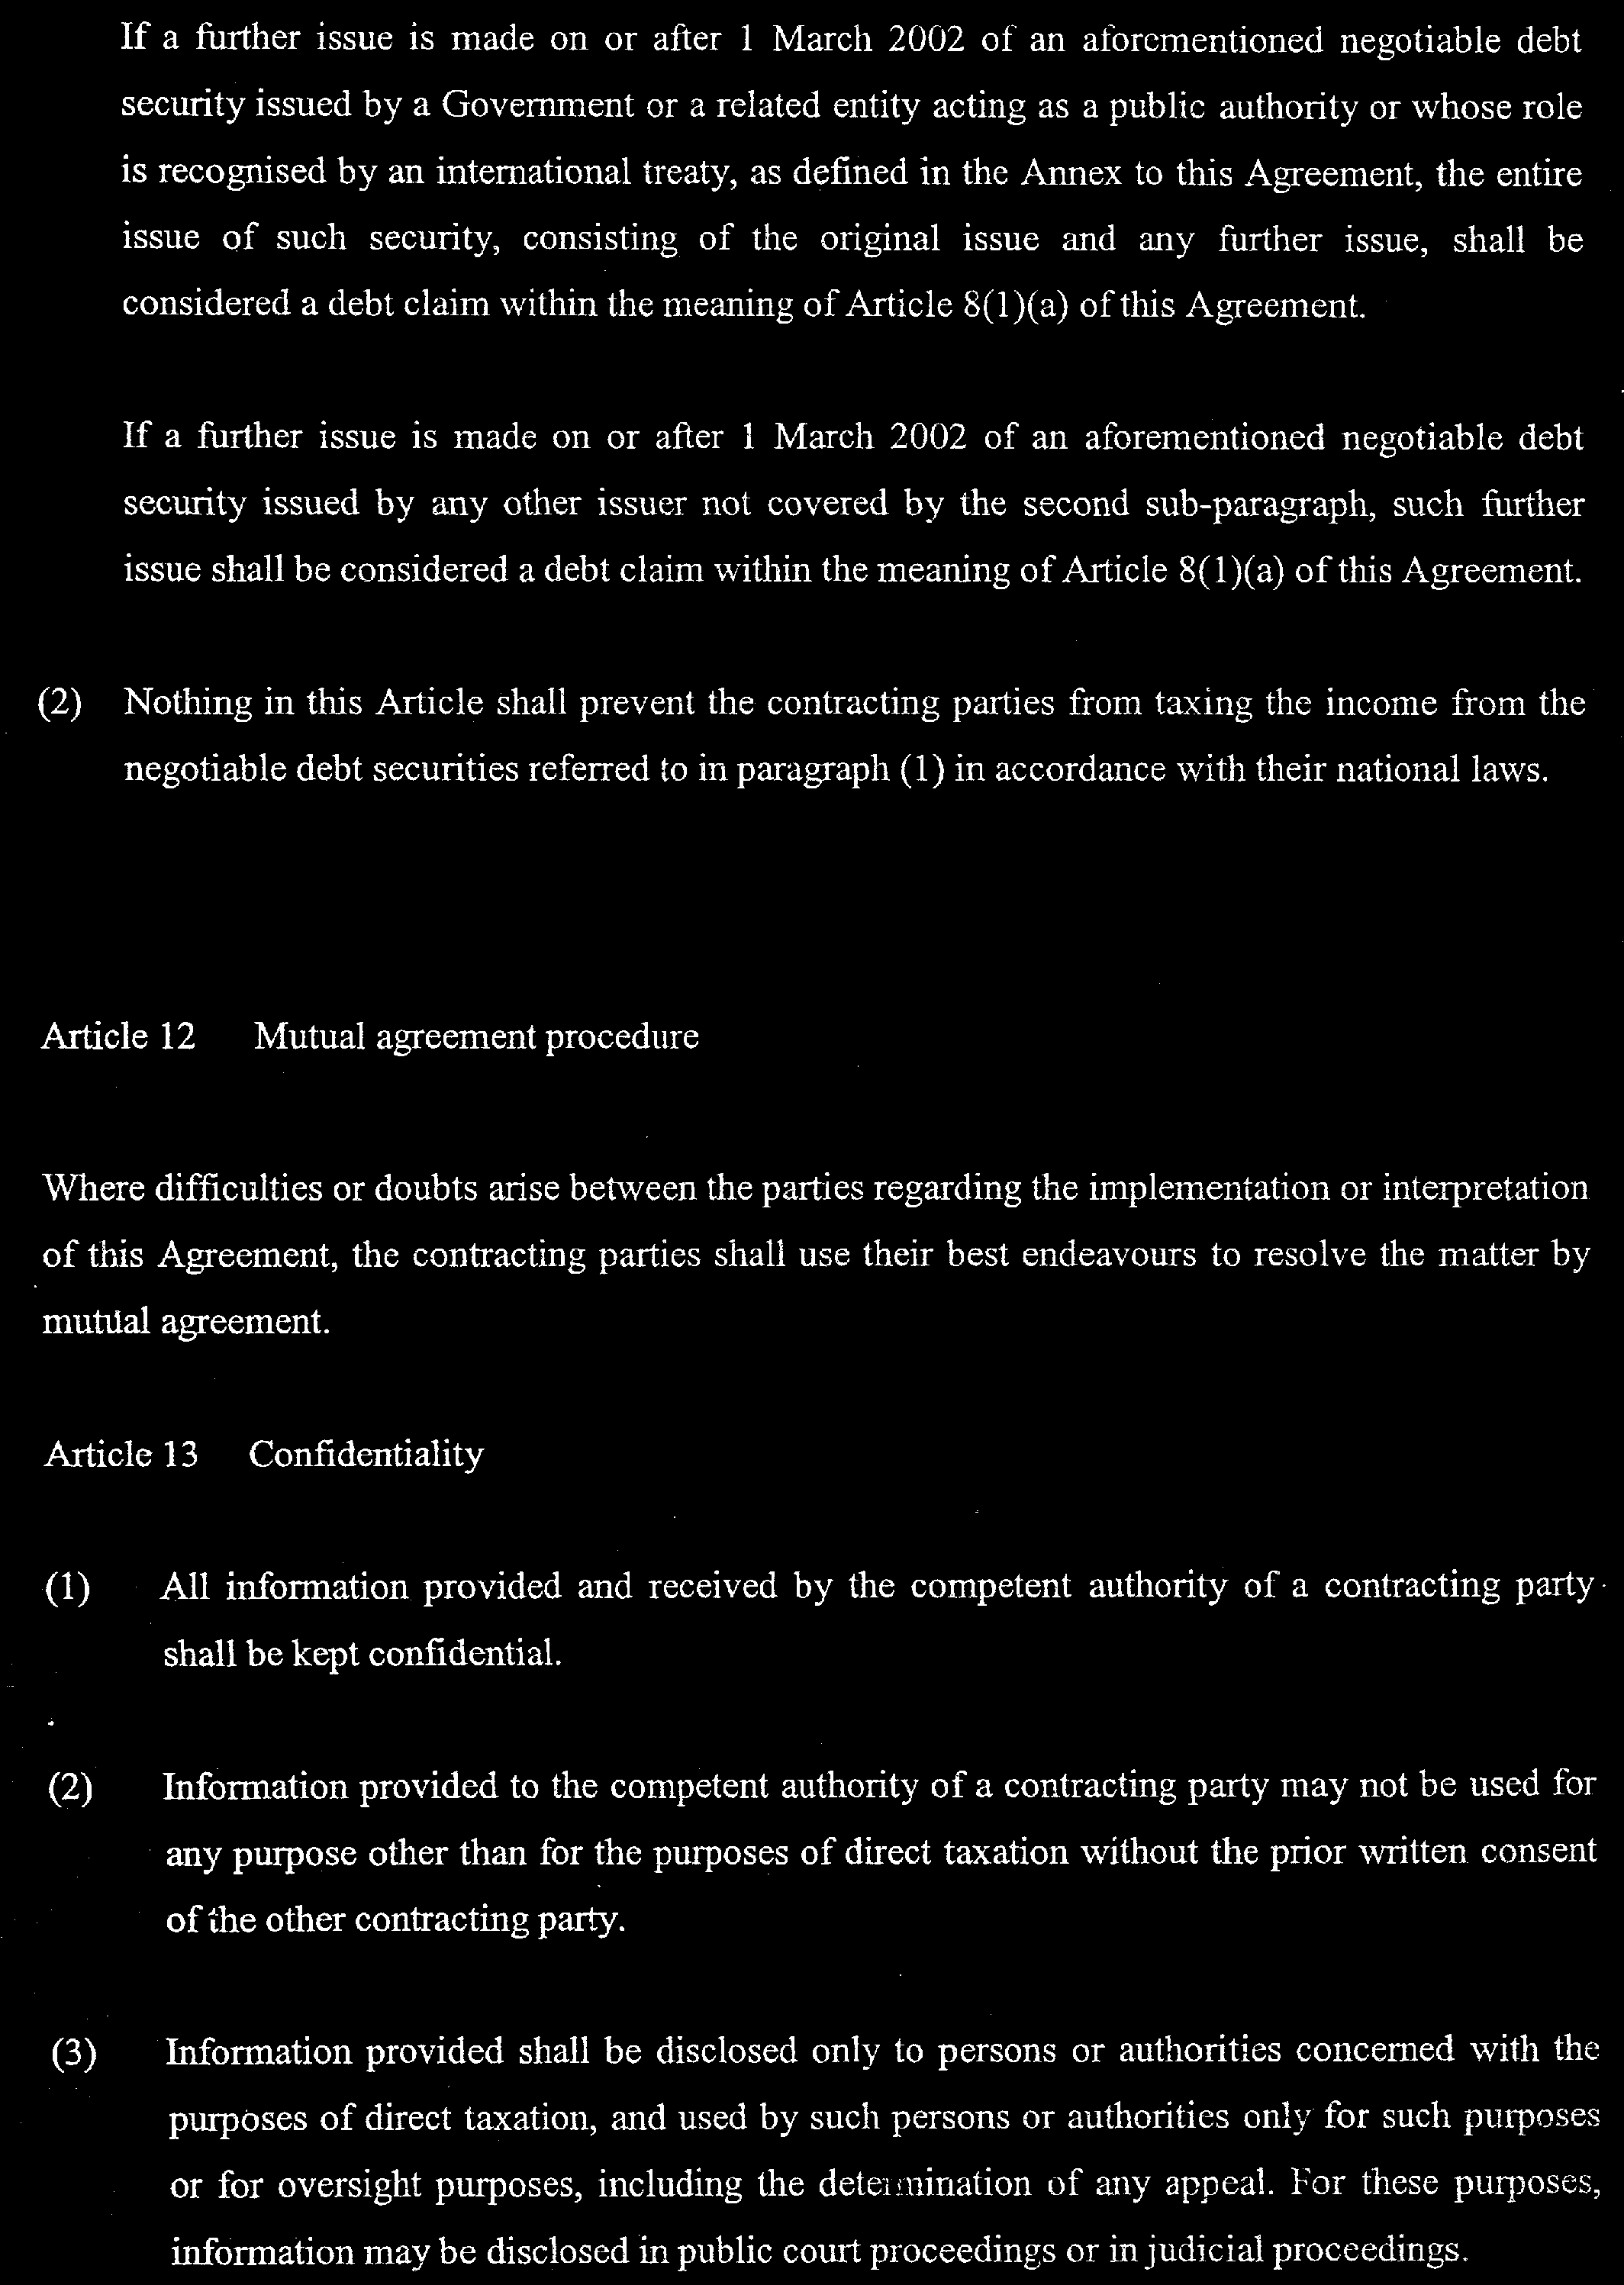 If a further issue is made on or after 1 March 2002 of an aforementioned negotiable debt
security issued by a Government or a related entity acting as a public authority or whose role
is recognised by an international treaty, as defined in the Annex to this Agreement, the entire
issue of such security, consisting of the original issue and any further issue, shall be
considered a debt claim within the meaning of Article 8(1)(a) of this Agreement.
If a further issue is made on or after 1 March 2002 of an aforementioned negotiable debt
security issued by any other issuer not covered by the second sub-paragraph, such further
issue shall be considered a debt claim within the meaning of Article 8(1)(a) of this Agreement.
(2) Nothing in this Article shall prevent the contracting parties from taxing the income from the
negotiable debt securities referred to in paragraph (1) in accordance with their national laws.
Article 12 Mutual agreement procedure
Where difficulties or doubts arise between the parties regarding the implementation or interpretation
of this Agreement, the contracting parties shall use their best endeavours to resolve the matter by
mutual agreement.
Article 13 Confidentiality
(1) All information provided and received by the competent authority of a contracting party
shall be kept confidential.
(2) Information provided to the competent authority of a contracting party may not be used for
any purpose other than for the purposes of direct taxation without the prior written consent
of the other contracting party.
(3) Information provided shall be disclosed only to persons or authorities concerned with the
purposes of direct taxation, and used by such persons or authorities only for such purposes
or for oversight purposes, including the determination of any appeal. For these purposes,
information may be disclosed in public court proceedings or in judicial proceedings.